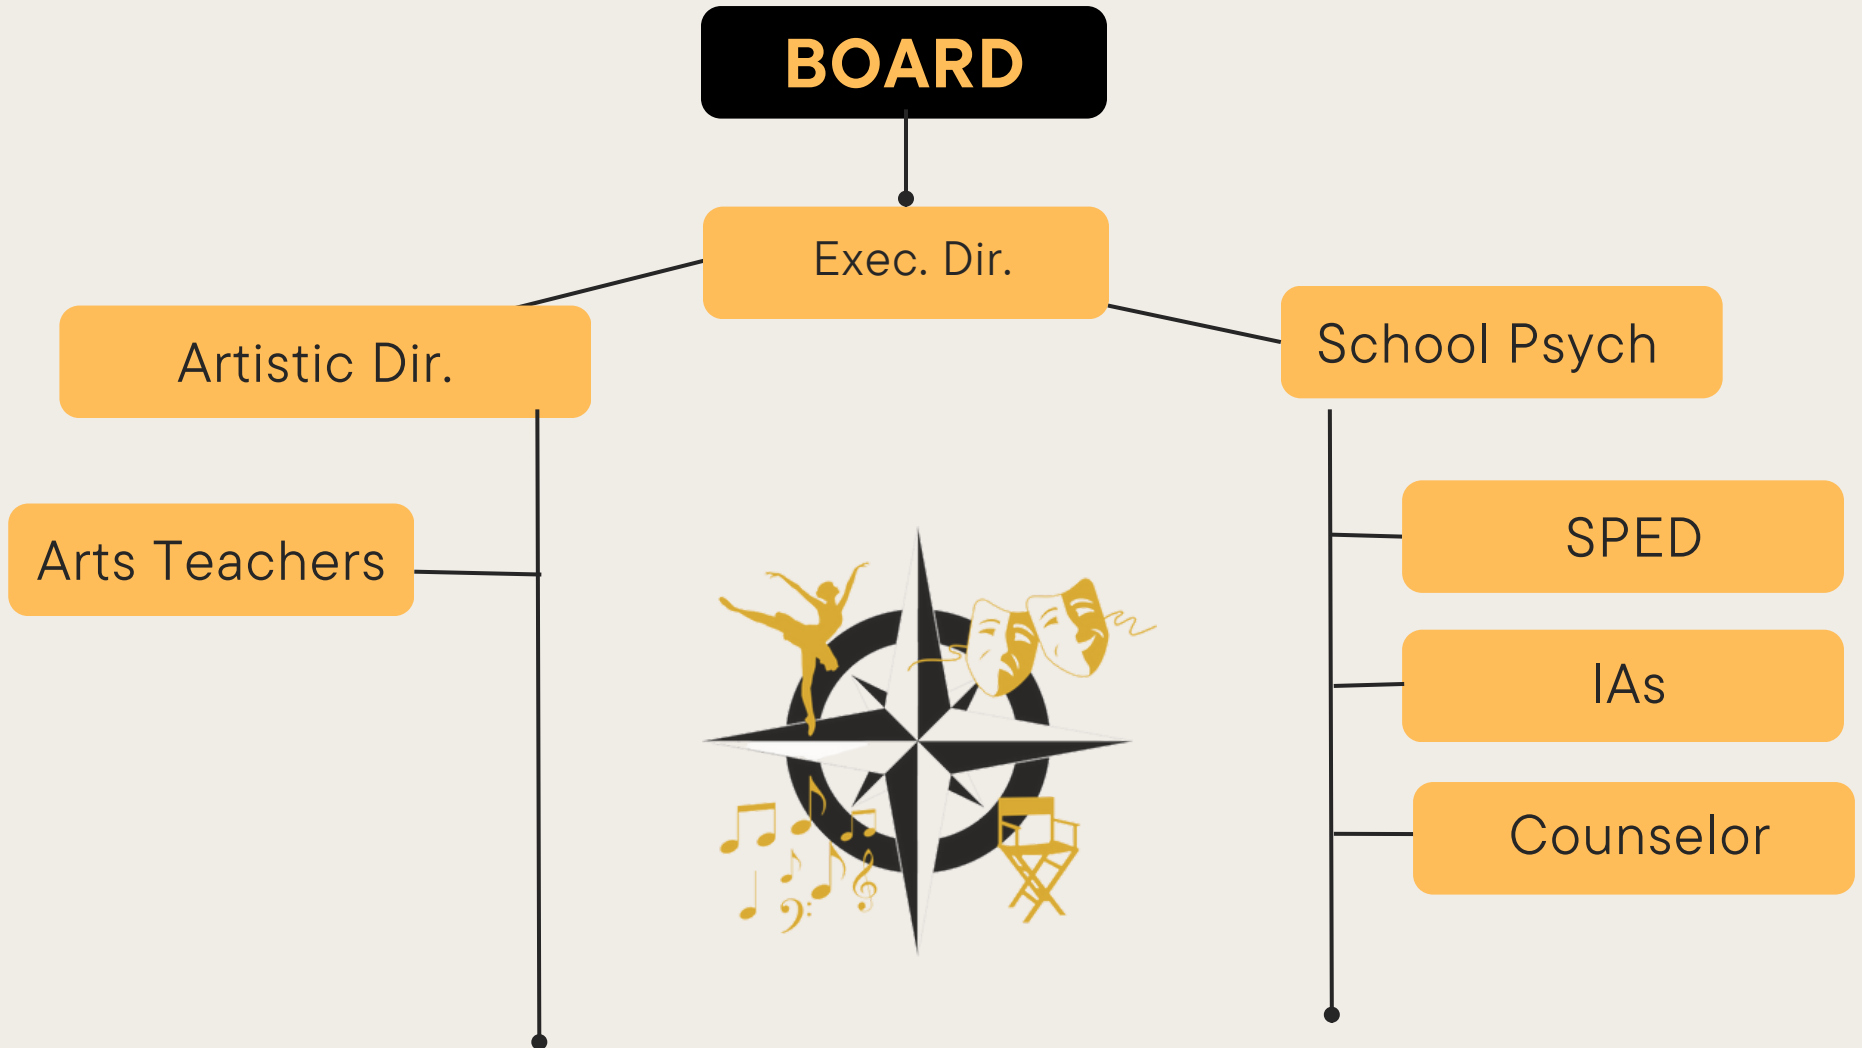 BOARD
Exec. Dir.
Artistic Dir.
School Psych
Arts Teachers
SPED
IAs
Counselor